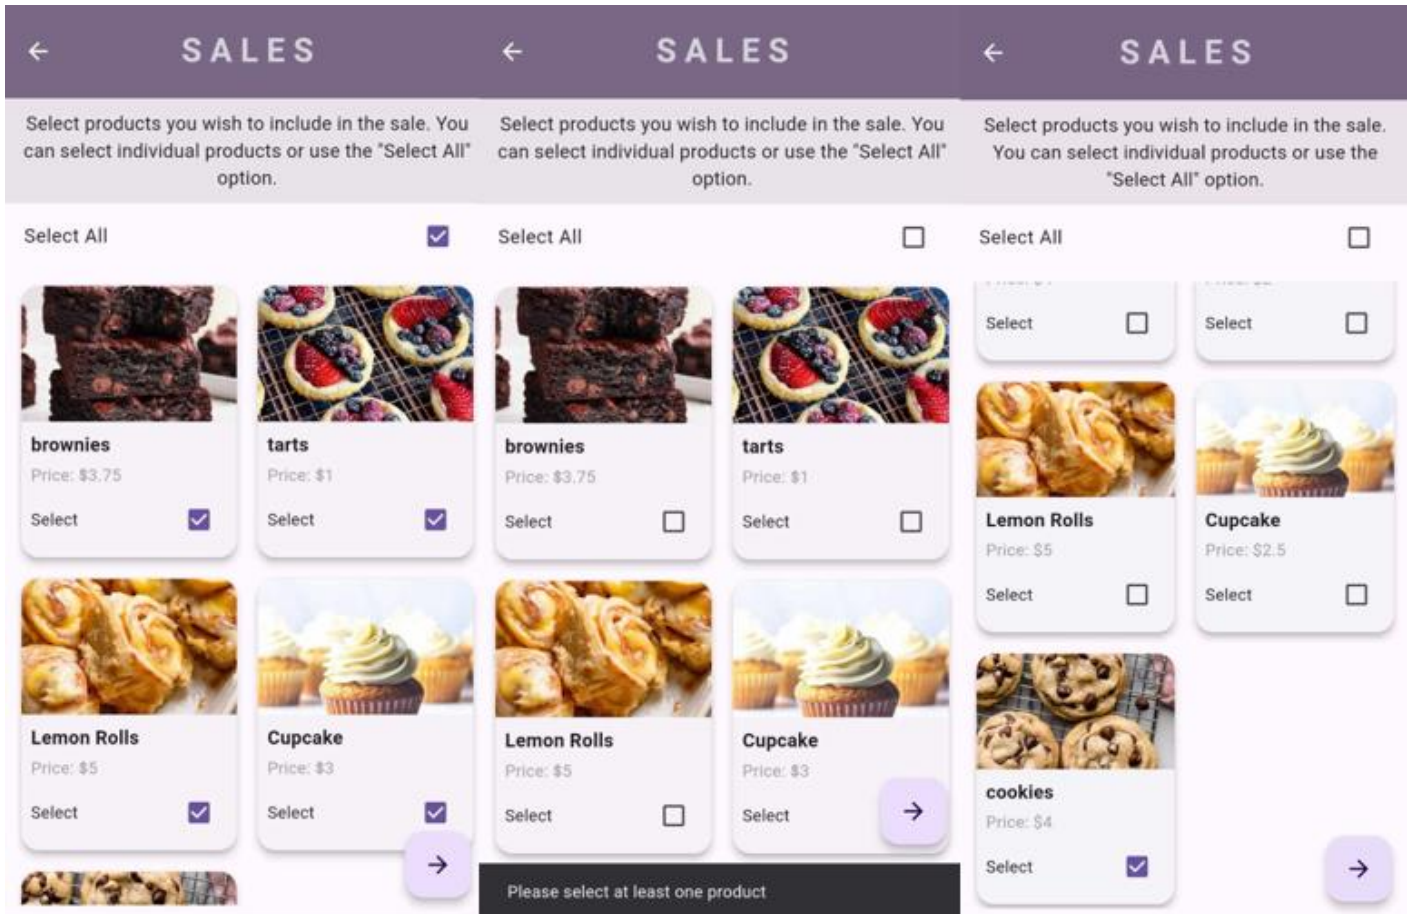 SALES
Select products you wish to include in the sale. You
can select individual products or use the "Select All"
option.
Select All
brownies
Price: $3.75
Select
tarts
Price: $1
Select
Lemon Rolls
Price: $5
Select
Cupcake
Price: $3
Select
SALES
Select products you wish to include in the sale. You
can select individual products or use the "Select All"
option.
Select All
brownies
Price: $3.75
Select
tarts
Price: $1
Select
Lemon Rolls
Price: $5
Select
Cupcake
Price: $3
Select
Please select at least one product
SALES
Select products you wish to include in the sale.
You can select individual products or use the
"Select All" option.
Select All
Select
Select
Lemon Rolls
Price: $5
Select
Cupcake
Price: $2.5
Select
cookies
Price: $4
Select